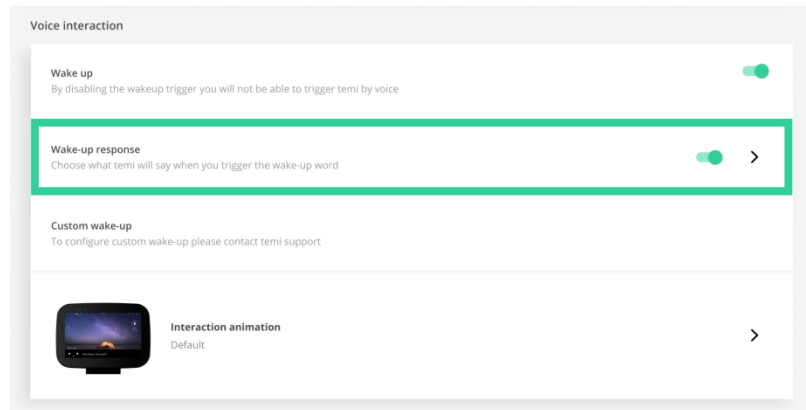 Voice interaction
Wake up
By disabling the wakeup trigger you will not be able to trigger temi by voice
Wake-up response
Choose what temi will say when you trigger the wake-up word
Custom wake-up
To configure custom wake-up please contact temi support
Interaction animation
Default